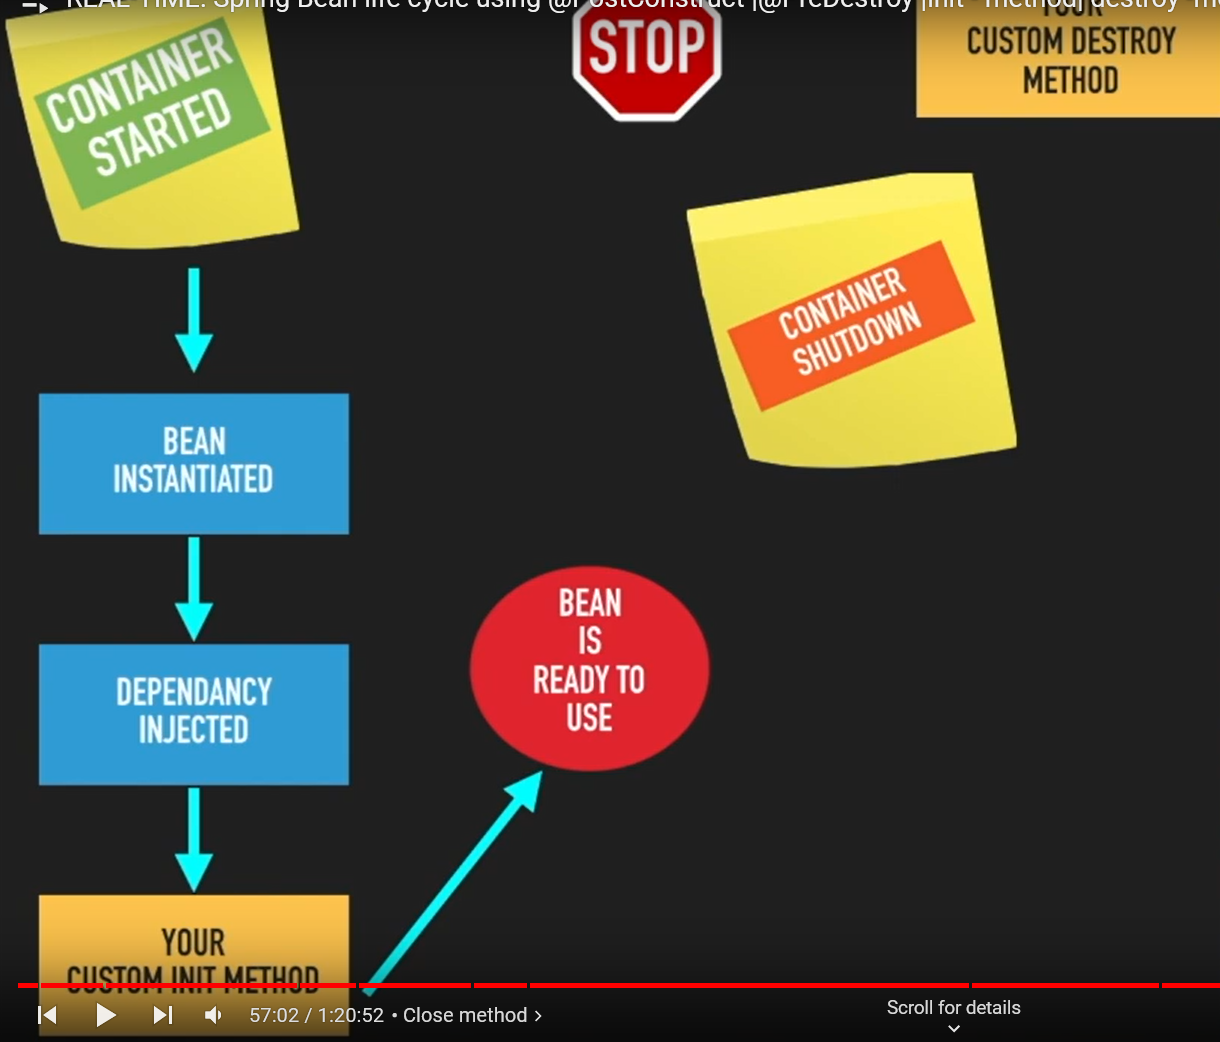 REAL TIME: Spring Bean life cycle using @PostConstruct |@PreDestroy |init - method| destroy
CONTAINER
STARTED
STOP
YOUR
CUSTOM DESTROY
METHOD
CONTAINER
SHUTDOWN
BEAN
INSTANTIATED
BEAN
IS
READY TO
USE
DEPENDANCY
INJECTED
YOUR
CUSTOM INIT METHOD
57:02 / 1:20:52 • Close method ›
Scroll for details